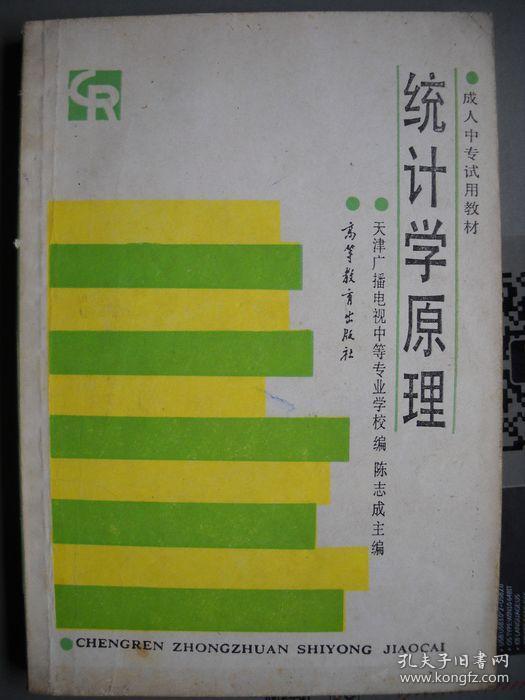 CR
成人中专试用教材
统计学原理
天津广播电视中等专业学校 编 陈志成主编
高等教育出版社
CHENGREN ZHONGZHUAN SHIYONG JIAOCAI
孔夫子旧书网
www.kongfz.com